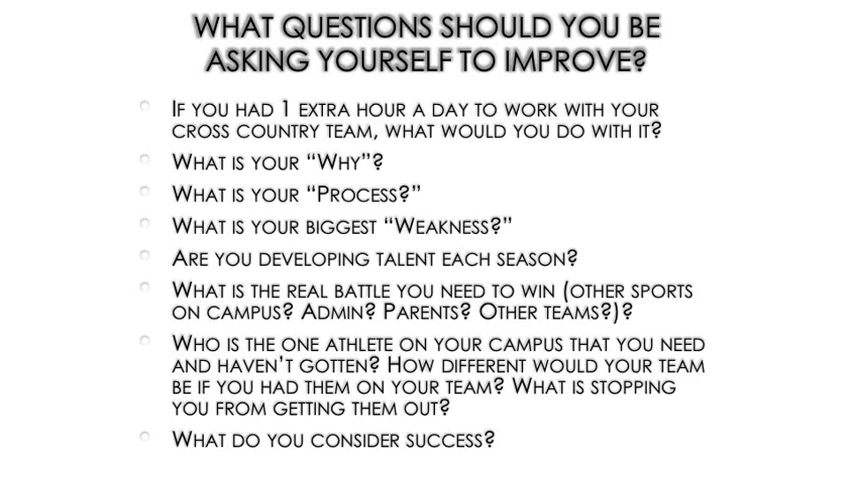 WHAT QUESTIONS SHOULD YOU BE
ASKING YOURSELF TO IMPROVE?
IF YOU HAD 1 EXTRA HOUR A DAY TO WORK WITH YOUR
CROSS COUNTRY TEAM, WHAT WOULD YOU DO WITH IT?
WHAT IS YOUR “WHY”?
WHAT IS YOUR “PROCESS?”
WHAT IS YOUR BIGGEST “WEAKNESS?”
ARE YOU DEVELOPING TALENT EACH SEASON?
WHAT IS THE REAL BATTLE YOU NEED TO WIN (OTHER SPORTS
ON CAMPUS? ADMIN? PARENTS? OTHER TEAMS?)?
WHO IS THE ONE ATHLETE ON YOUR CAMPUS THAT YOU NEED
AND HAVEN’T GOTTEN? HOW DIFFERENT WOULD YOUR TEAM
BE IF YOU HAD THEM ON YOUR TEAM? WHAT IS STOPPING
YOU FROM GETTING THEM OUT?
WHAT DO YOU CONSIDER SUCCESS?